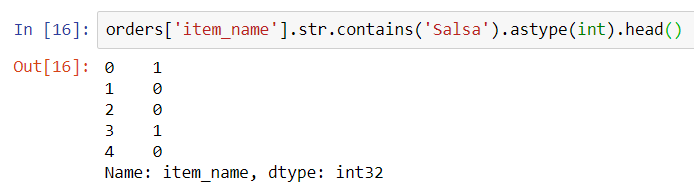 In [16]: orders['item_name'].str.contains('Salsa').astype(int).head()
Out[16]: 0    1
1    0
2    0
3    1
4    0
Name: item_name, dtype: int32